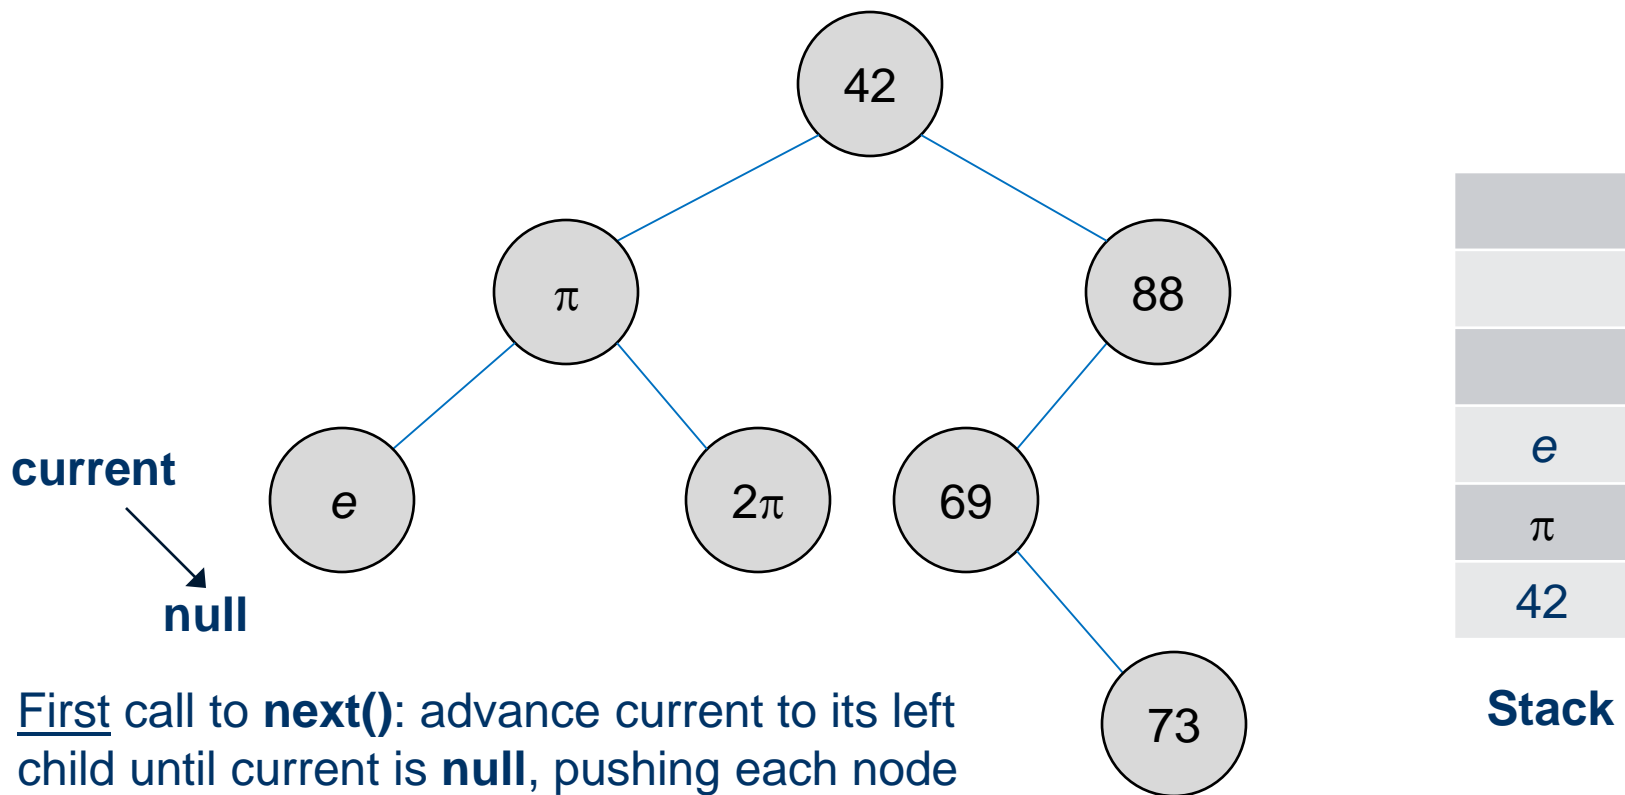 42
π
88
e
2π
69
73
current
null
First call to next(): advance current to its left
child until current is null, pushing each node
e
π
42
Stack